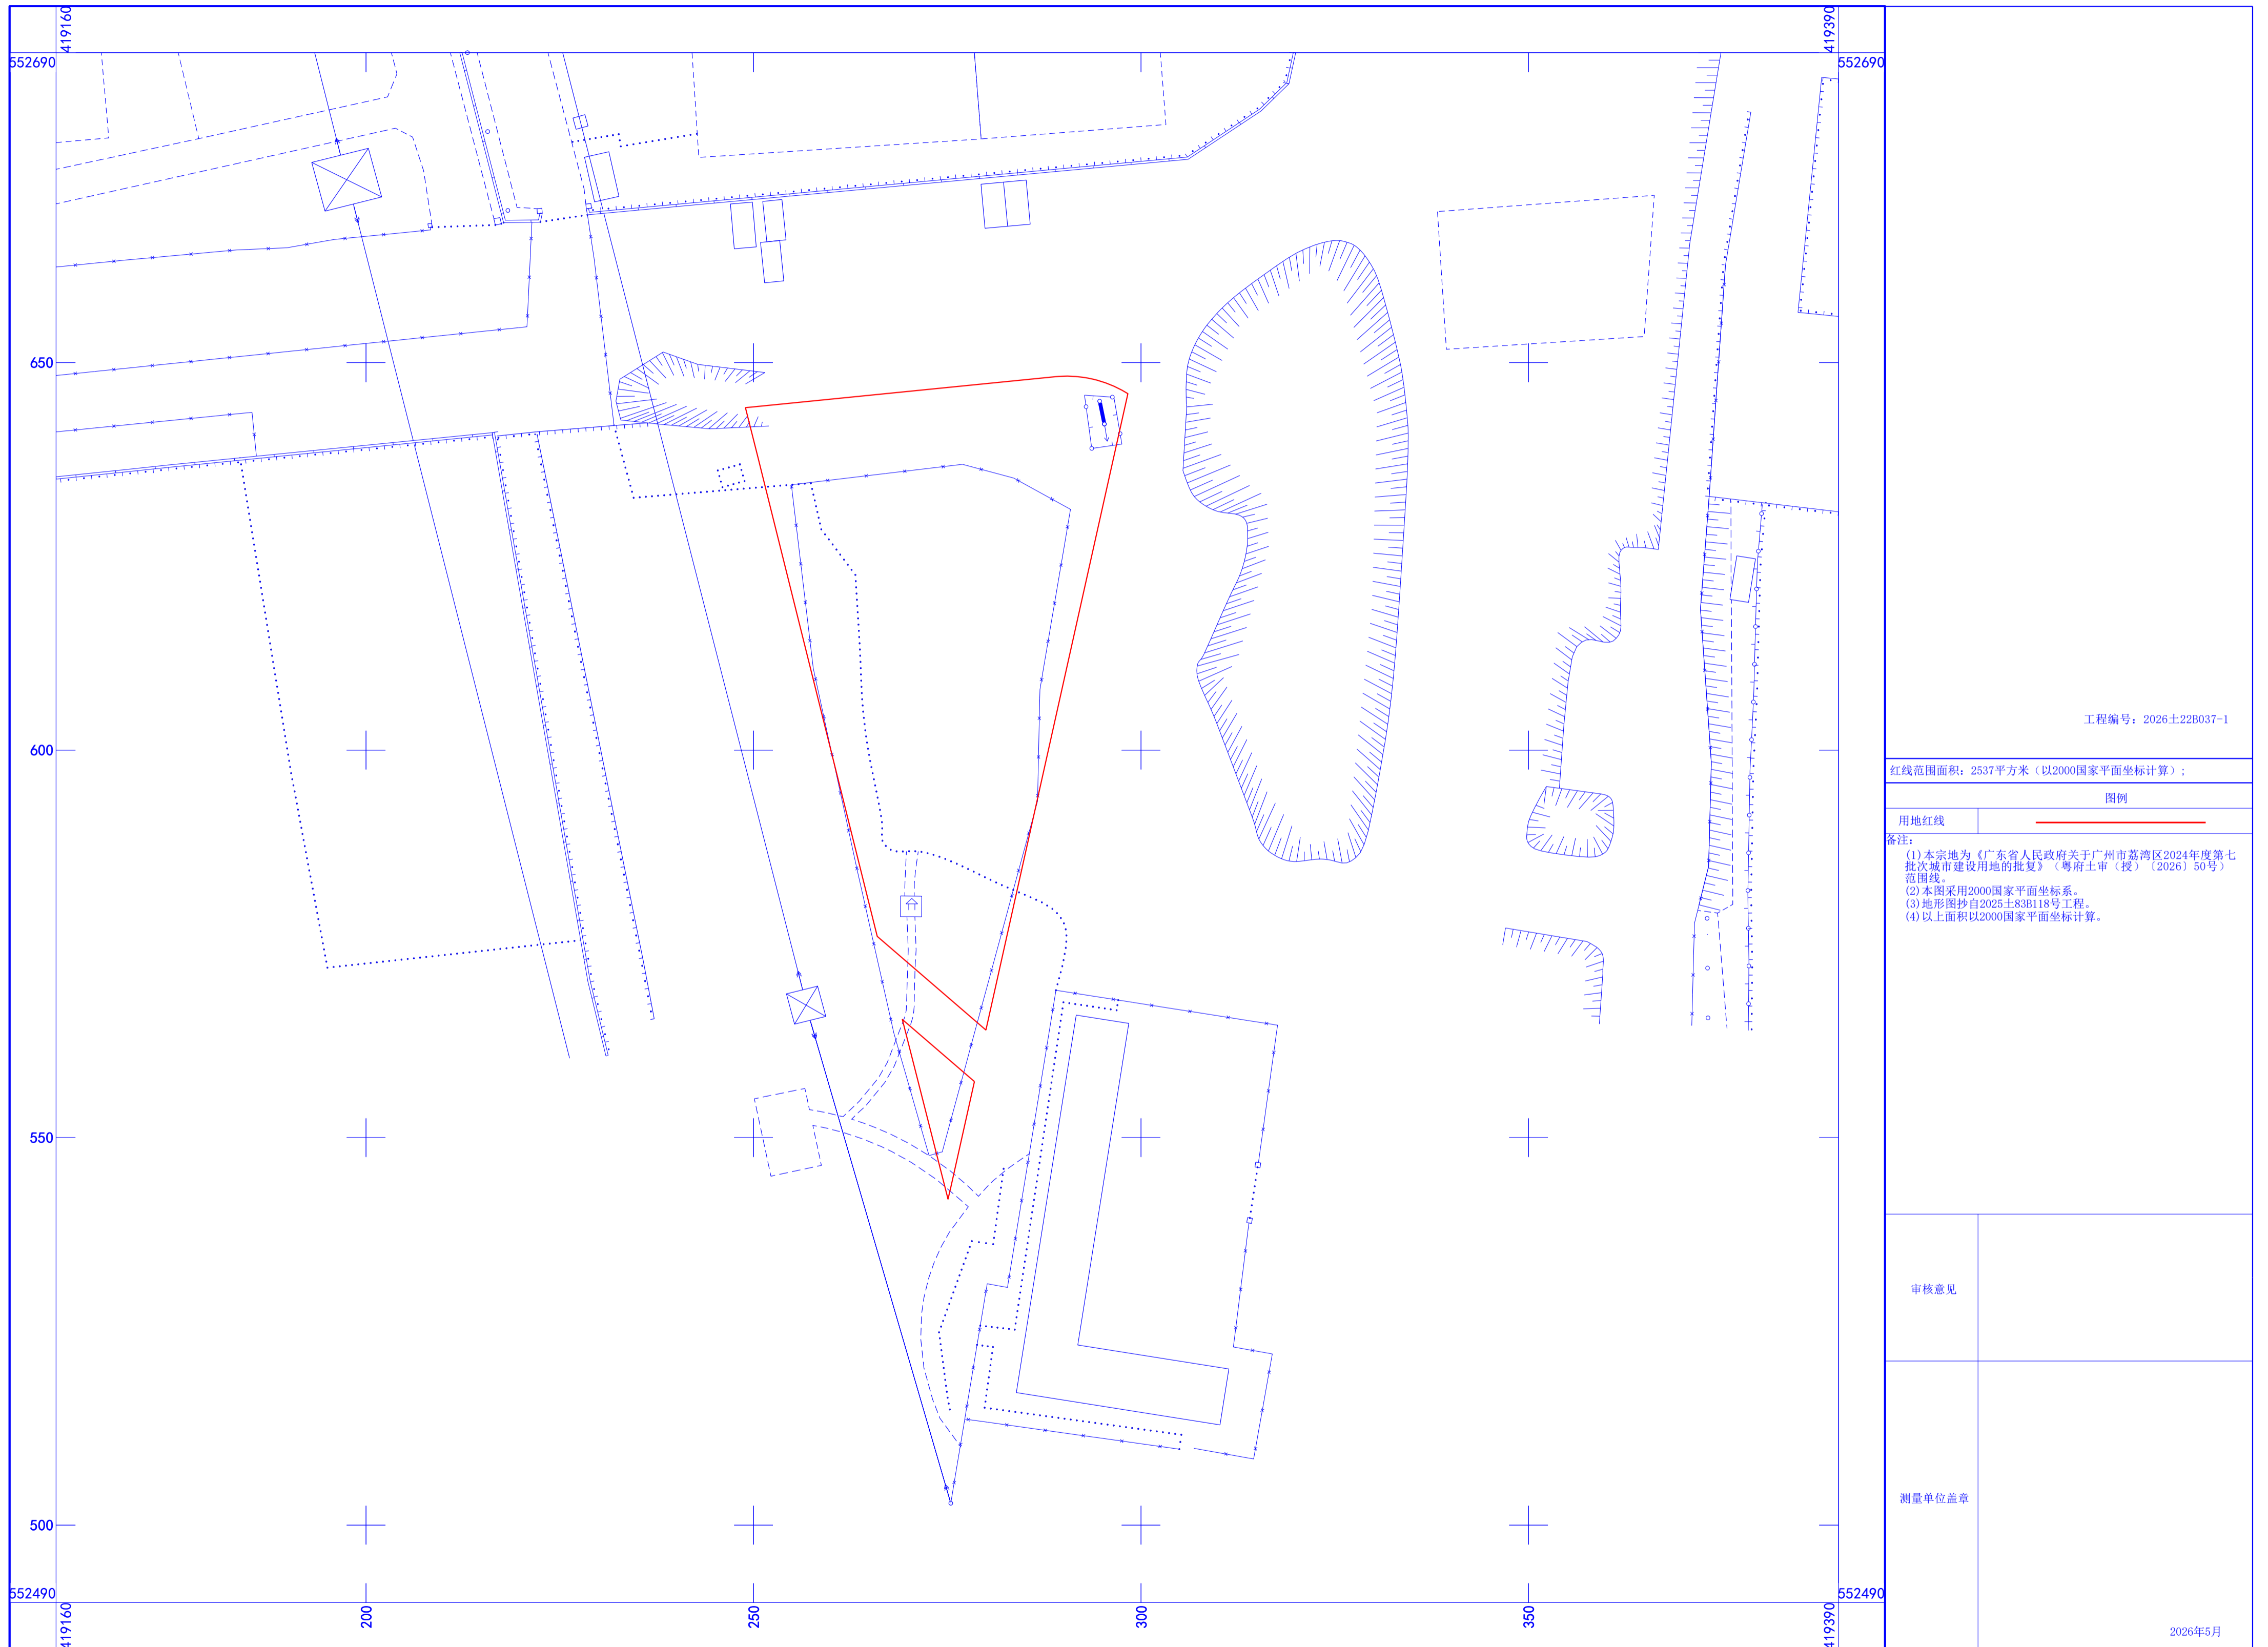 419160
419390
552690
552690
650
600
550
500
552490
552490
419160
200
250
300
350
419390
工程编号：2026土22B037-1
红线范围面积：2537平方米（以2000国家平面坐标计算）；
图例
用地红线
备注：
(1)本宗地为《广东省人民政府关于广州市荔湾区2024年度第七
批次城市建设用地的批复》（粤府土审（授）〔2026〕50号）
范围线。
(2)本图采用2000国家平面坐标系。
(3)地形图抄自2025土83B118号工程。
(4)以上面积以2000国家平面坐标计算。
审核意见
测量单位盖章
2026年5月